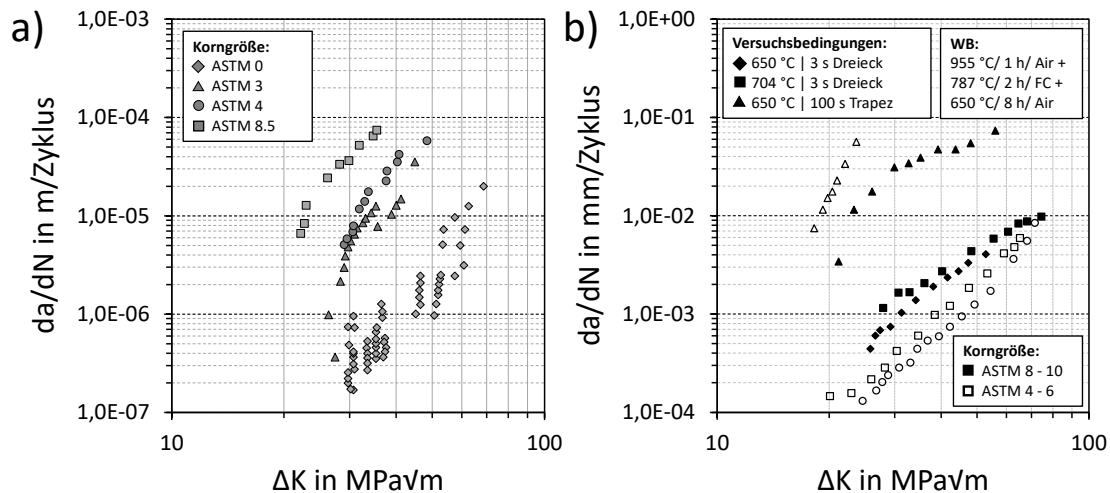 a)
1,0E-03
1,0E-04
1,0E-05
1,0E-06
1,0E-07
da/dN in m/Zyklus
Korngröße:
ASTM 0
ASTM 3
ASTM 4
ASTM 8.5
10
100
ΔK in MPa√m
b)
1,0E+00
1,0E-01
1,0E-02
1,0E-03
1,0E-04
da/dN in mm/Zyklus
Versuchsbedingungen:
650 °C | 3 s Dreieck
704 °C | 3 s Dreieck
650 °C | 100 s Trapez
WB:
955 °C/ 1 h/ Air +
787 °C/ 2 h/ FC +
650 °C/ 8 h/ Air
Korngröße:
ASTM 8 - 10
ASTM 4 - 6
10
100
ΔK in MPa√m